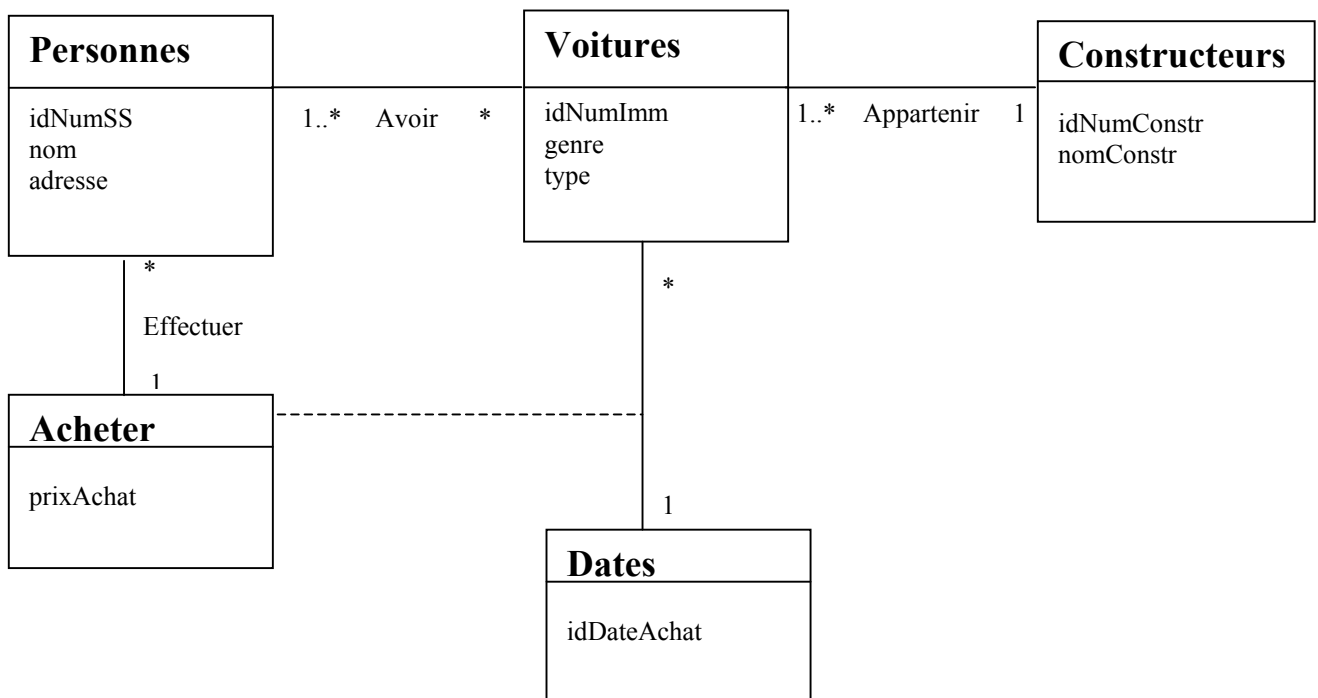 Personnes
idNumSS
nom
adresse
1..* Avoir *
Voitures
idNumImm
genre
type
1..* Appartenir 1
Constructeurs
idNumConstr
nomConstr
*
Effectuer
1
*
1
Acheter
prixAchat
Dates
idDateAchat